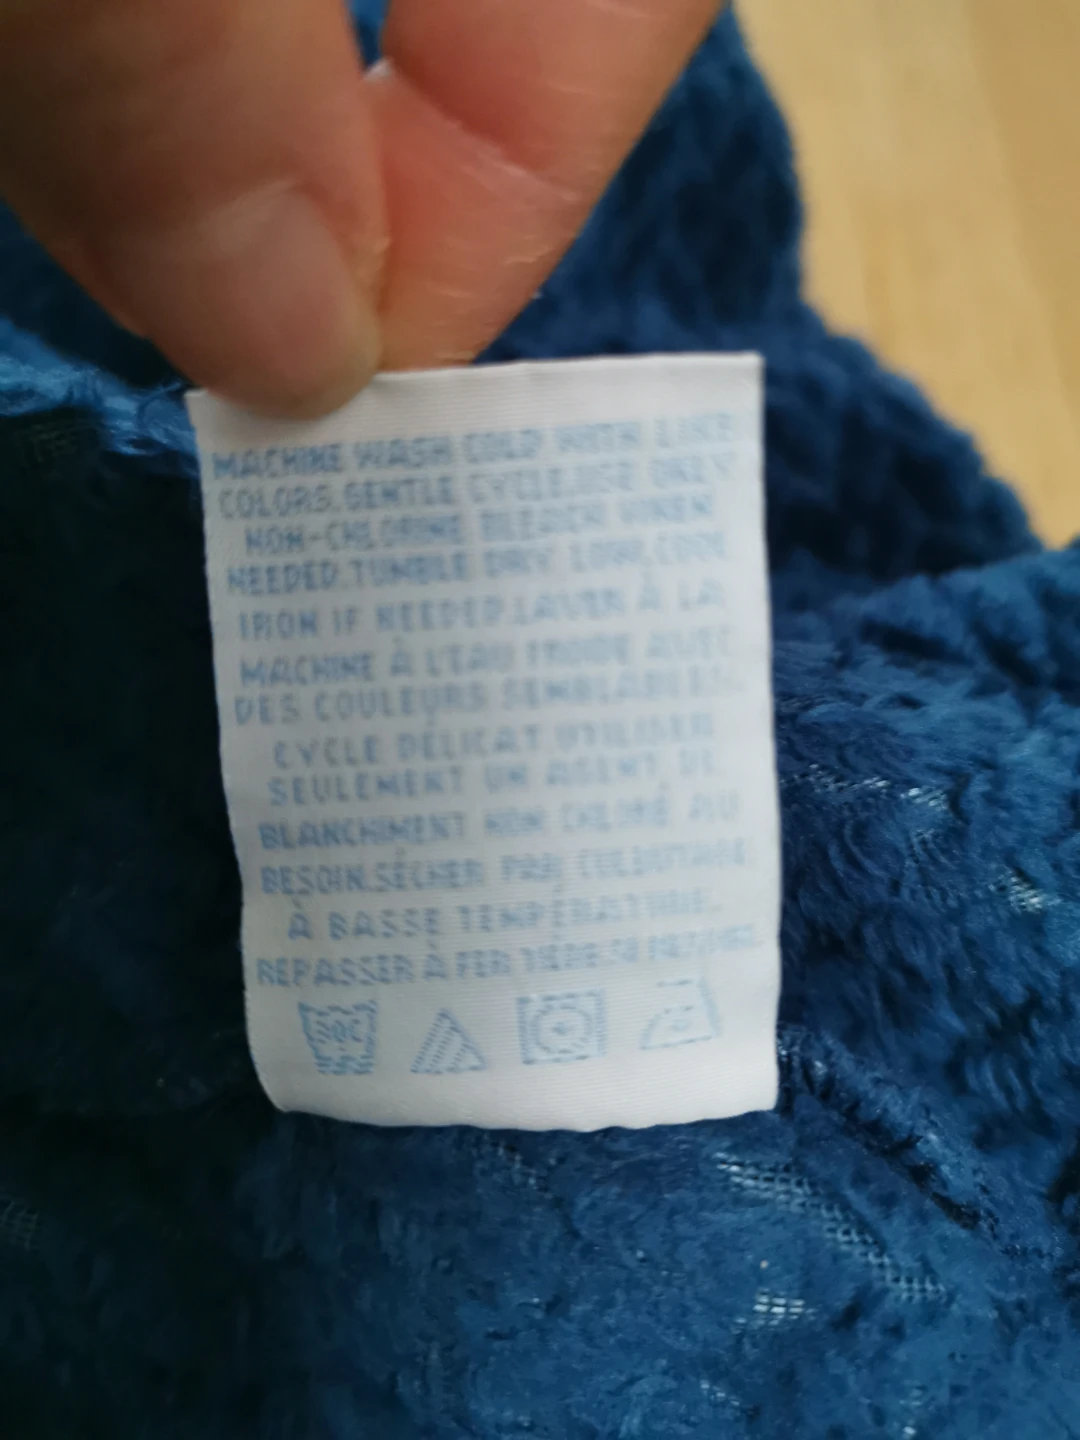 MACHINE WASH COLD WITH LIKE
COLORS.GENTLE CYCLE.USE ONLY
NON-CHLORINE BLEACH WHEN
NEEDED.TUMBLE DRY LOW.COOL
IRON IF NEEDED.LAVER À LA
MACHINE À L'EAU FROIDE AVEC
DES COULEURS SEMBLABLES.
CYCLE DÉLICAT.UTILISER
SEULEMENT UN AGENT DE
BLANCHIMENT NON CHLORÉ AU
BESOIN.SÉCHER PAR CULBUTAGE
À BASSE TEMPÉRATURE.
REPASSER À FER TIÈDE